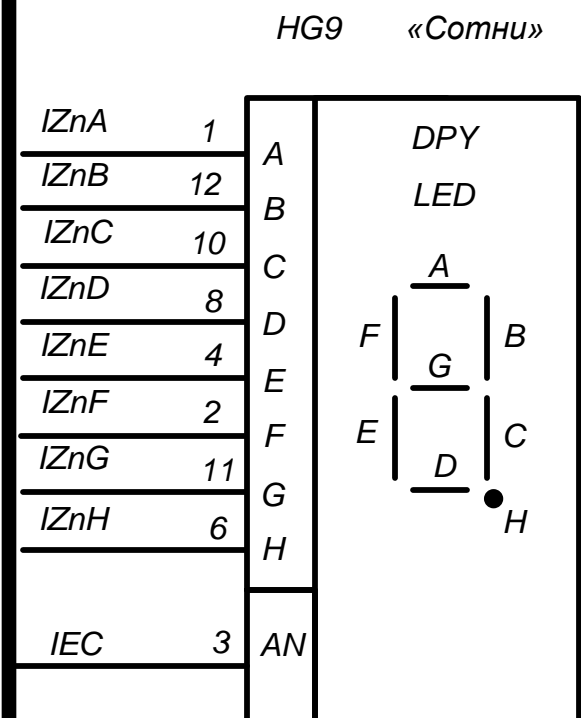 HG9 «Сотни»
IZnA 1 A DPY
IZnB 12 B LED
IZnC 10 C A
IZnD 8 D F B
IZnE 4 E G
IZnF 2 F E C
IZnG 11 G D
IZnH 6 H H
IEC 3 AN